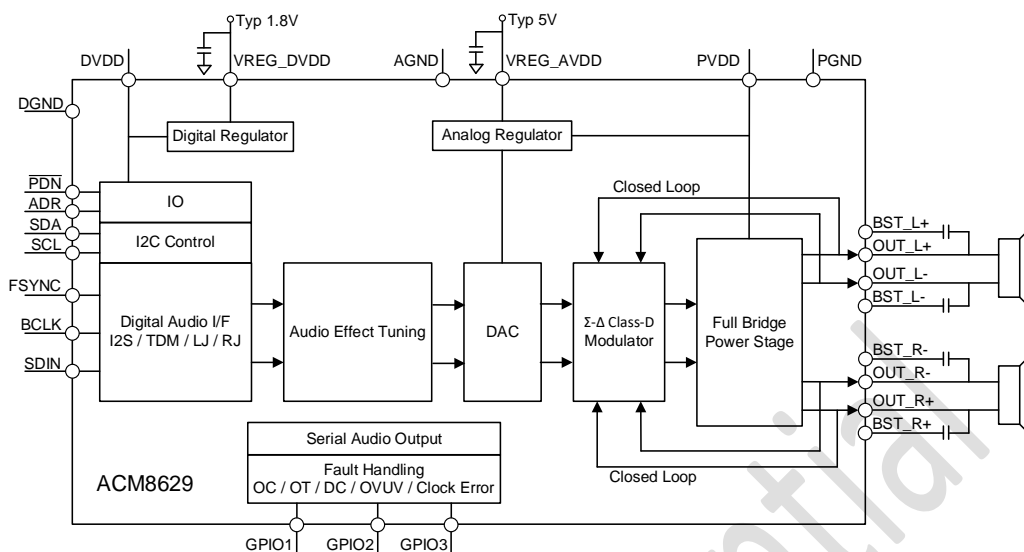 Typ 1.8V
Typ 5V
DVDD
VREG_DVDD
AGND
VREG_AVDD
PVDD
PGND
DGND
Digital Regulator
Analog Regulator
PDN
ADR
SDA
SCL
FSYNC
BCLK
SDIN
IO
I2C Control
Digital Audio I/F
I2S / TDM / LJ / RJ
Audio Effect Tuning
DAC
Σ-Δ Class-D
Modulator
Full Bridge
Power Stage
Closed Loop
Closed Loop
BST_L+
OUT_L+
OUT_L-
BST_L-
BST_R-
OUT_R-
OUT_R+
BST_R+
Serial Audio Output
Fault Handling
OC / OT / DC / OVUV / Clock Error
ACM8629
GPIO1
GPIO2
GPIO3